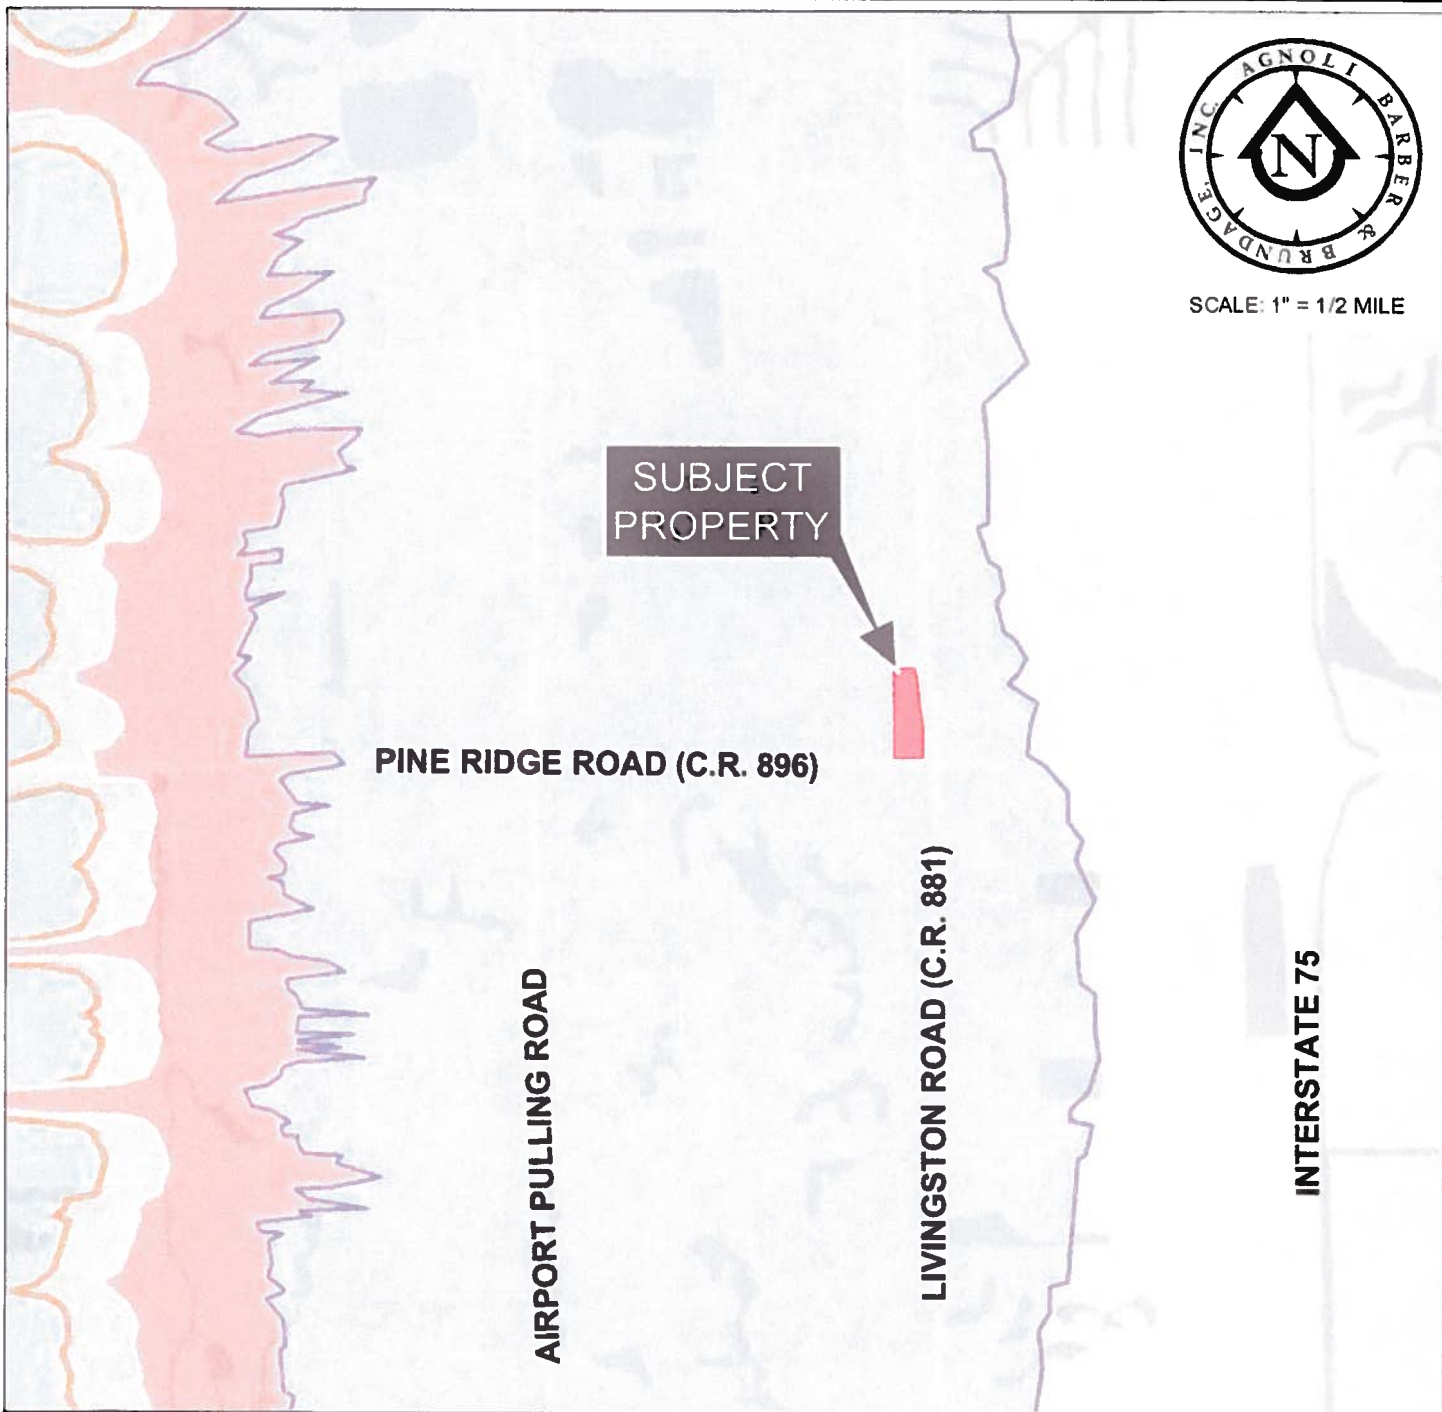 AGNOLI BARBER & BRUNDAGE, INC.
N
SCALE: 1" = 1/2 MILE
SUBJECT
PROPERTY
PINE RIDGE ROAD (C.R. 896)
AIRPORT PULLING ROAD
LIVINGSTON ROAD (C.R. 881)
INTERSTATE 75